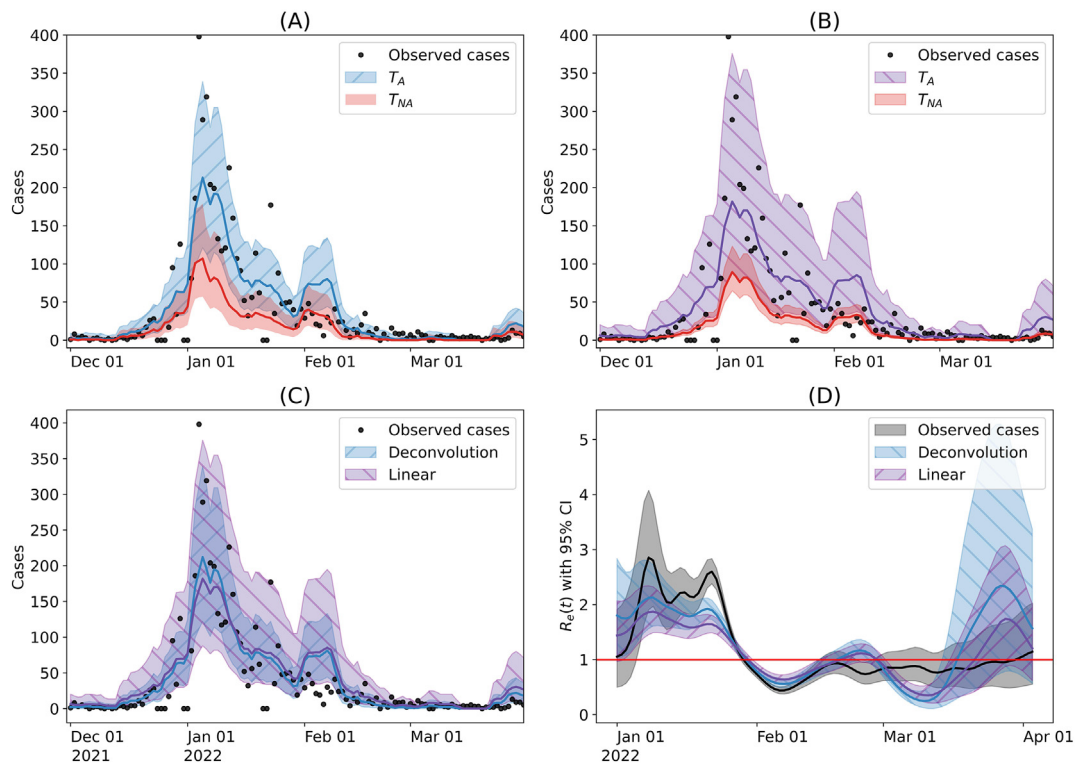 (A)
400
350
300
250
200
150
100
50
0
Cases
Observed cases
T_A
T_NA
Dec 01
Jan 01
Feb 01
Mar 01
(B)
400
350
300
250
200
150
100
50
0
Cases
Observed cases
T_A
T_NA
Dec 01
Jan 01
Feb 01
Mar 01
(C)
400
350
300
250
200
150
100
50
0
Cases
Observed cases
Deconvolution
Linear
Dec 01
2021
Jan 01
2022
Feb 01
Mar 01
(D)
5
4
3
2
1
0
R_e(t) with 95% CI
Observed cases
Deconvolution
Linear
Jan 01
2022
Feb 01
Mar 01
Apr 01